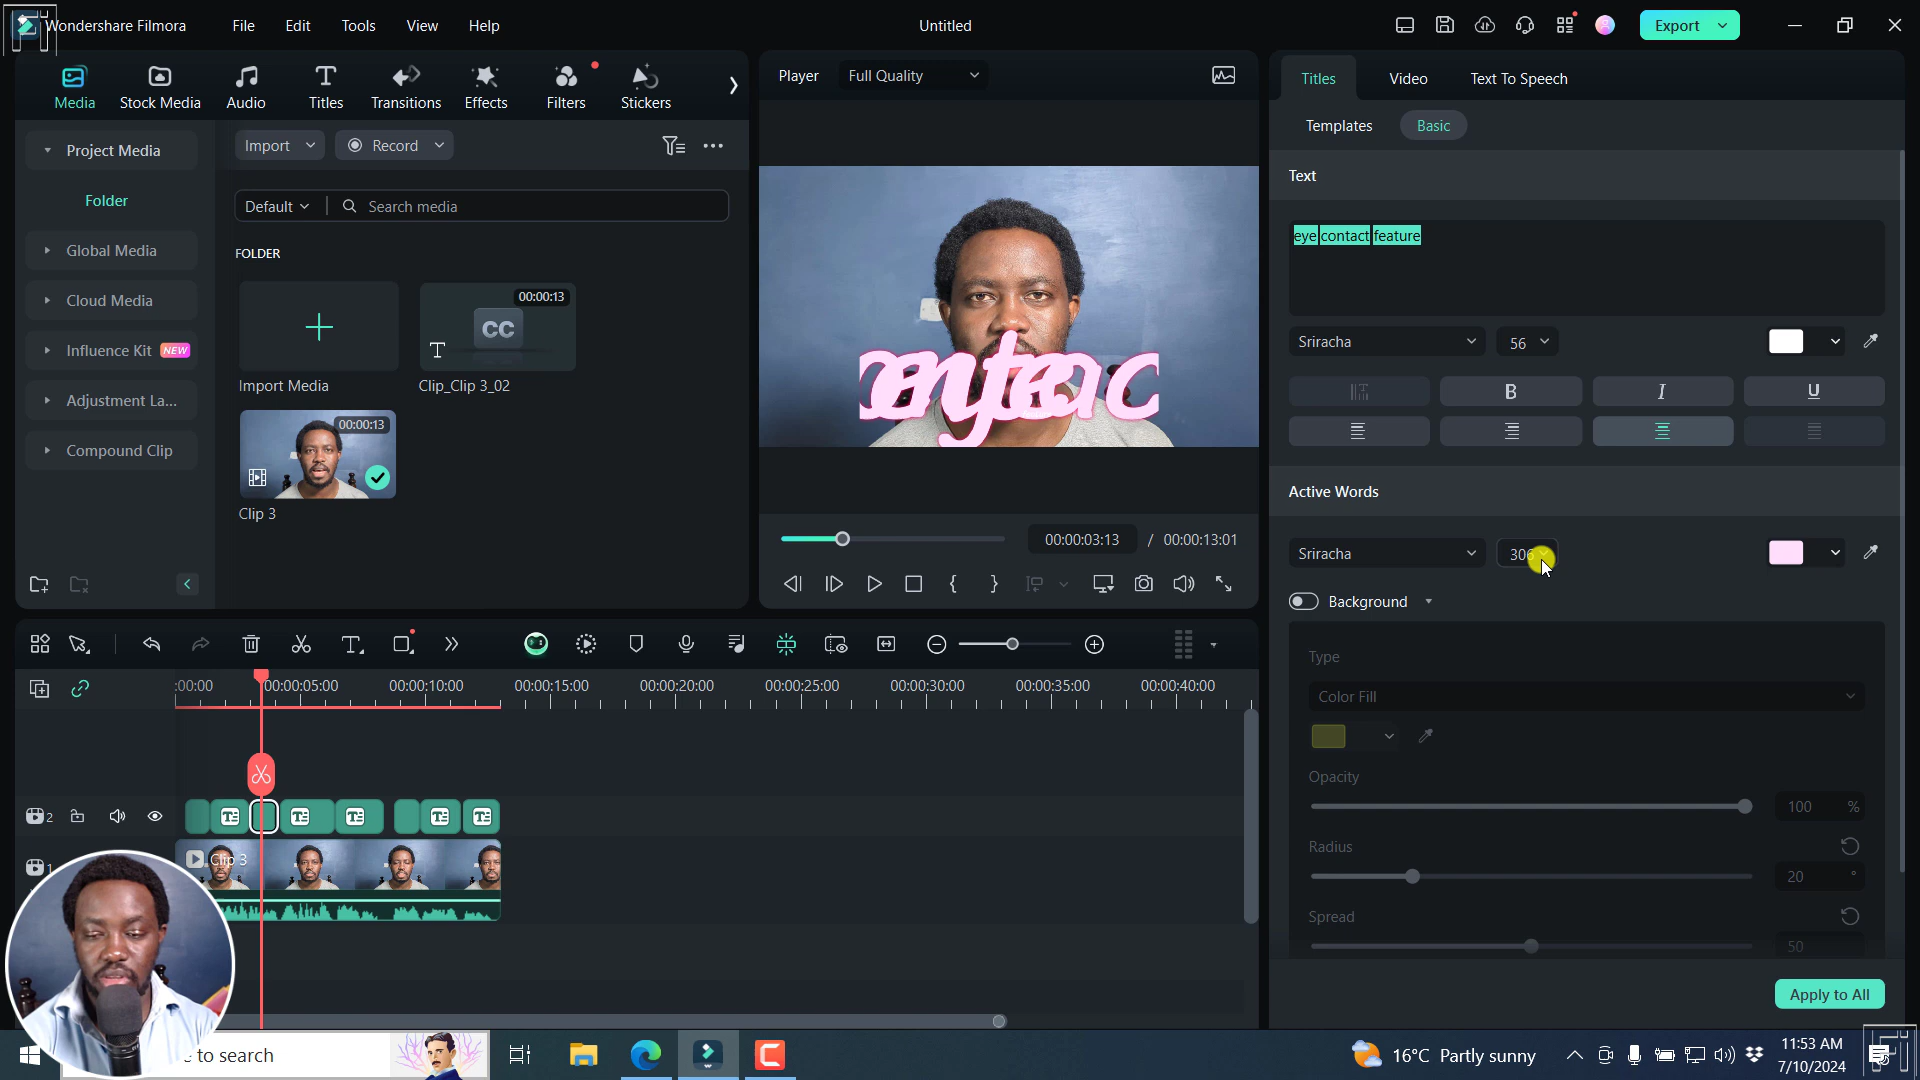 Wondershare Filmora
File
Edit
Tools
View
Help
Untitled
Export
Media
Stock Media
Audio
Titles
Transitions
Effects
Filters
Stickers
Player
Full Quality
Titles
Video
Text To Speech
Templates
Basic
Project Media
Folder
Global Media
Cloud Media
Influence Kit NEW
Adjustment La...
Compound Clip
Import
Record
Default
Search media
FOLDER
Import Media
00:00:13
CC
T
Clip_Clip 3_02
00:00:13
Clip 3
00:00:03:13 / 00:00:13:01
Text
eye contact feature
Sriracha
56
B
I
U
Active Words
Sriracha
306
Background
Type
Color Fill
Opacity
100 %
Radius
20 °
Spread
50
Apply to All
:00:00
00:00:05:00
00:00:10:00
00:00:15:00
00:00:20:00
00:00:25:00
00:00:30:00
00:00:35:00
00:00:40:00
2
1
Clip 3
to search
16°C Partly sunny
11:53 AM
7/10/2024